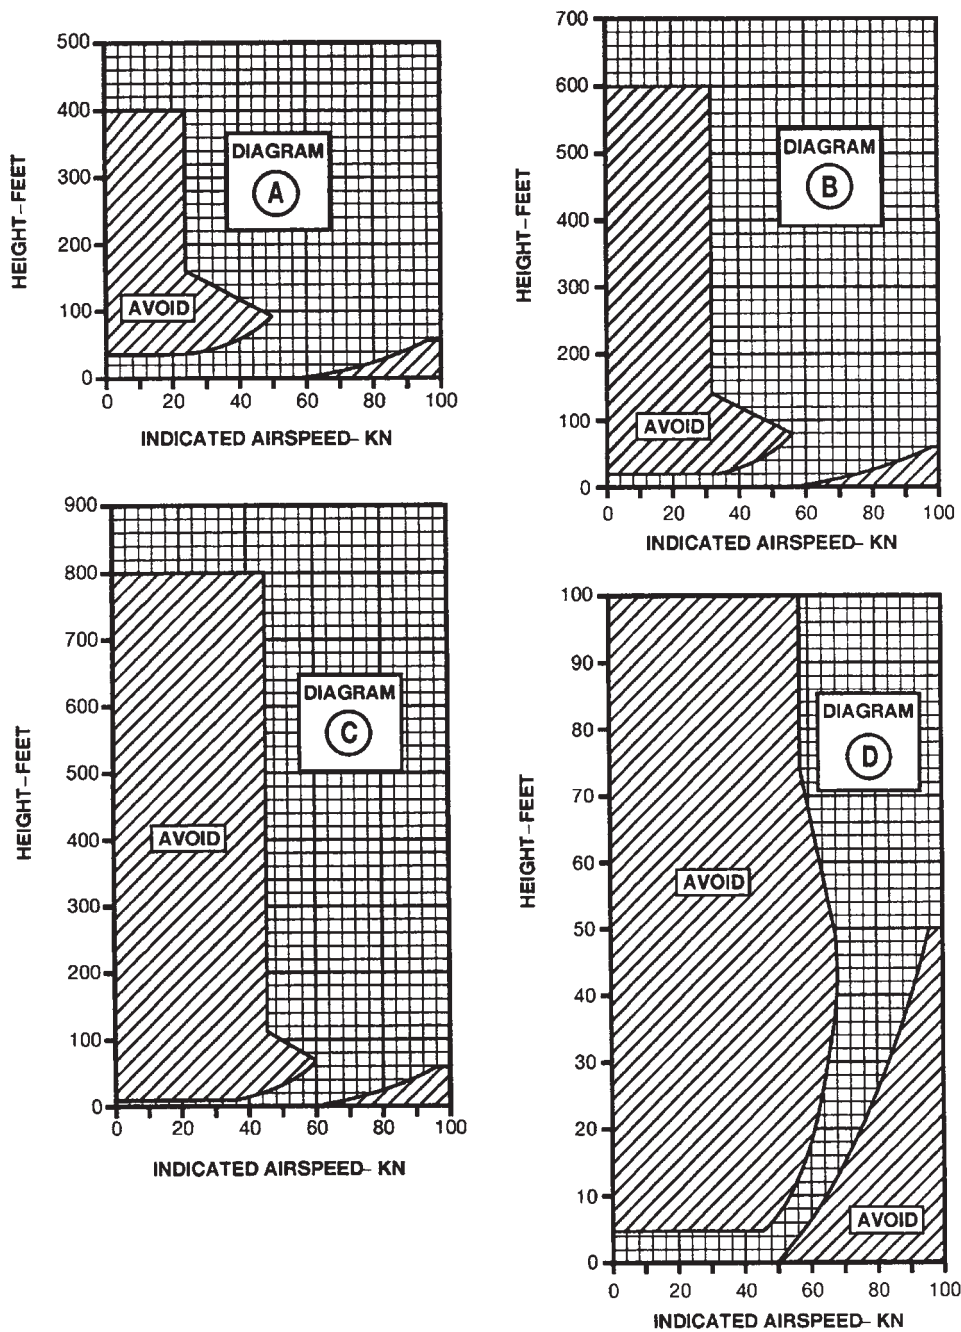 500
400
300
200
100
0
HEIGHT–FEET
DIAGRAM
A
AVOID
0 20 40 60 80 100
INDICATED AIRSPEED– KN
700
600
500
400
300
200
100
0
HEIGHT–FEET
DIAGRAM
B
AVOID
0 20 40 60 80 100
INDICATED AIRSPEED– KN
900
800
700
600
500
400
300
200
100
0
HEIGHT–FEET
DIAGRAM
C
AVOID
0 20 40 60 80 100
INDICATED AIRSPEED– KN
100
90
80
70
60
50
40
30
20
10
0
HEIGHT–FEET
DIAGRAM
D
AVOID
AVOID
0 20 40 60 80 100
INDICATED AIRSPEED– KN